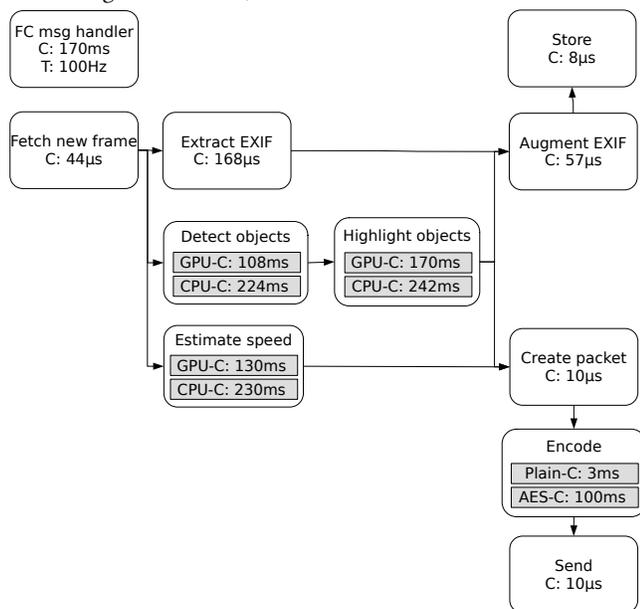 FC msg handler
C: 170ms
T: 100Hz
Store
C: 8µs
Fetch new frame
C: 44µs
Extract EXIF
C: 168µs
Augment EXIF
C: 57µs
Detect objects
GPU-C: 108ms
CPU-C: 224ms
Highlight objects
GPU-C: 170ms
CPU-C: 242ms
Estimate speed
GPU-C: 130ms
CPU-C: 230ms
Create packet
C: 10µs
Encode
Plain-C: 3ms
AES-C: 100ms
Send
C: 10µs